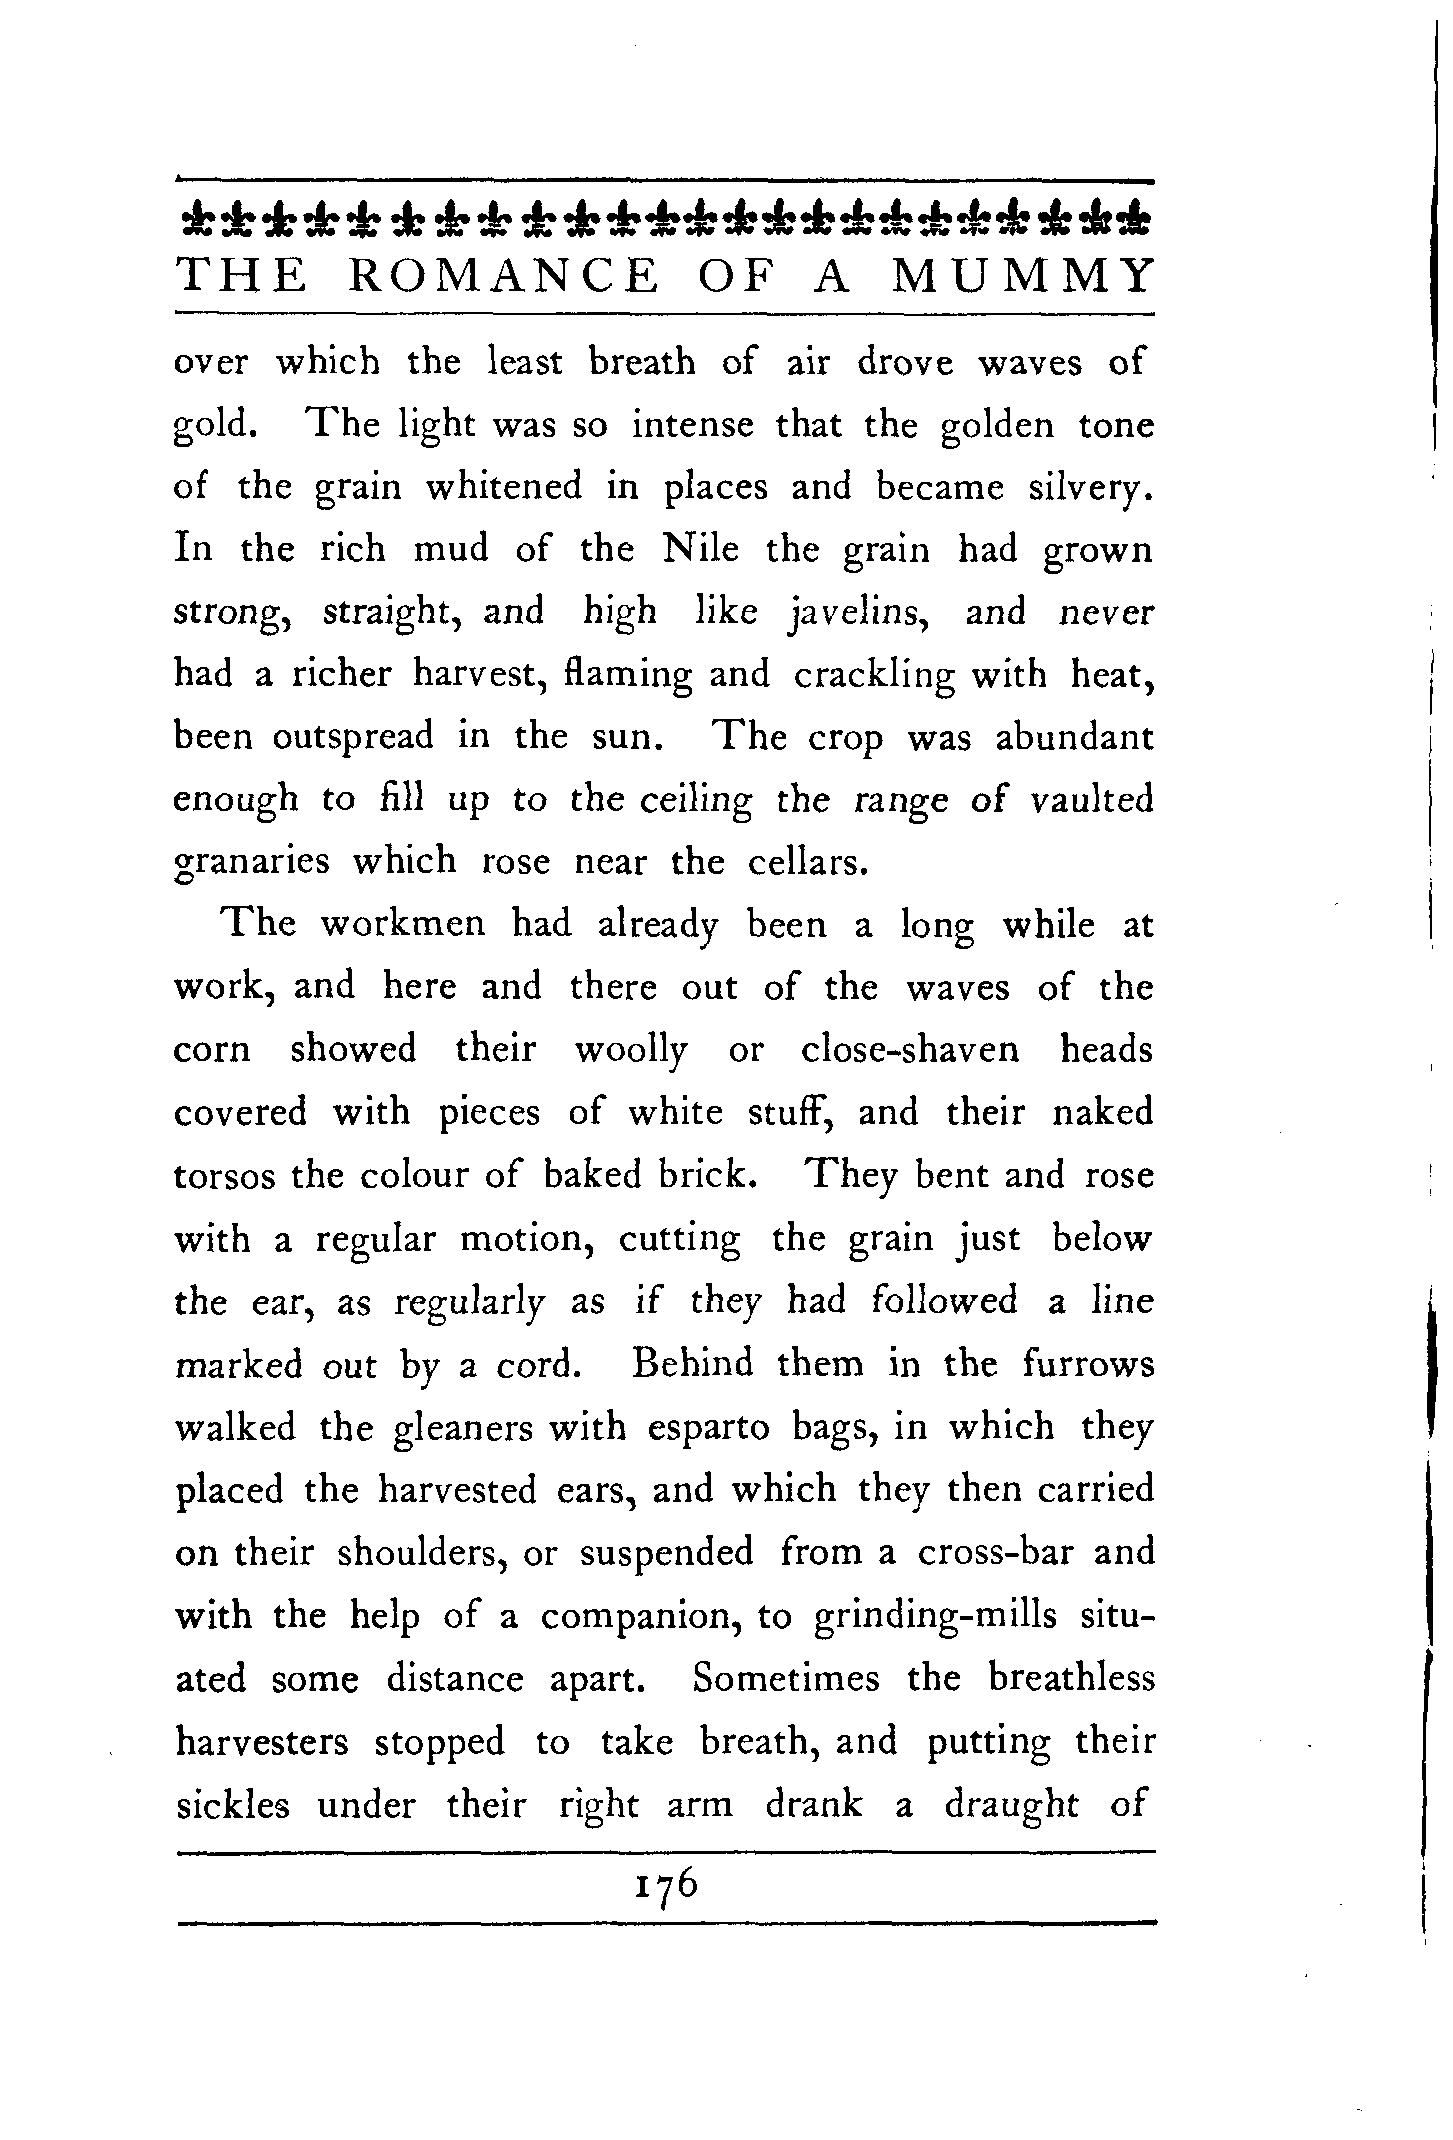 THE ROMANCE OF A MUMMY
over which the least breath of air drove waves of
gold. The light was so intense that the golden tone
of the grain whitened in places and became silvery.
In the rich mud of the Nile the grain had grown
strong, straight, and high like javelins, and never
had a richer harvest, flaming and crackling with heat,
been outspread in the sun. The crop was abundant
enough to fill up to the ceiling the range of vaulted
granaries which rose near the cellars.
The workmen had already been a long while at
work, and here and there out of the waves of the
corn showed their woolly or close-shaven heads
covered with pieces of white stuff, and their naked
torsos the colour of baked brick. They bent and rose
with a regular motion, cutting the grain just below
the ear, as regularly as if they had followed a line
marked out by a cord. Behind them in the furrows
walked the gleaners with esparto bags, in which they
placed the harvested ears, and which they then carried
on their shoulders, or suspended from a cross-bar and
with the help of a companion, to grinding-mills situ-
ated some distance apart. Sometimes the breathless
harvesters stopped to take breath, and putting their
sickles under their right arm drank a draught of
176